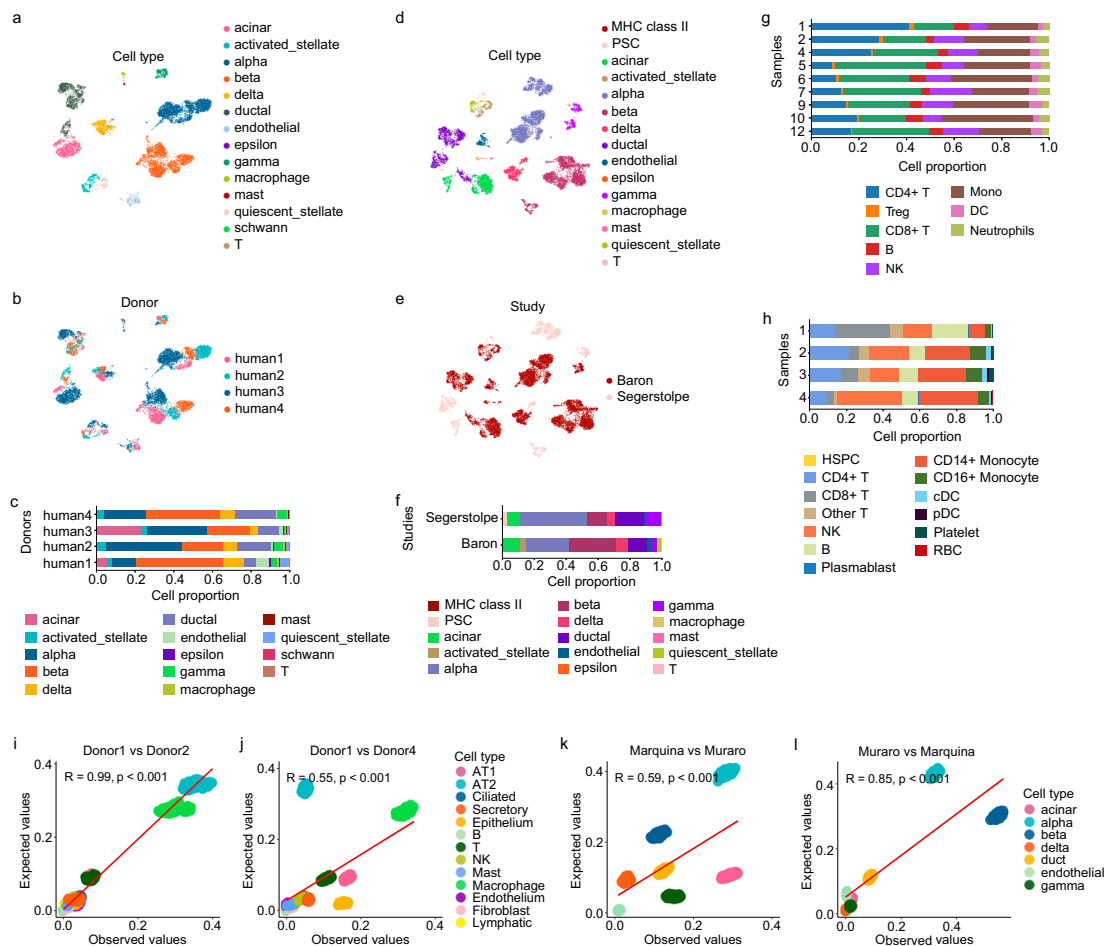 a
Cell type
acinar
activated_stellate
alpha
beta
delta
ductal
endothelial
epsilon
gamma
macrophage
mast
quiescent_stellate
schwann
T
b
Donor
human1
human2
human3
human4
c
Donors
human4
human3
human2
human1
0.0 0.2 0.4 0.6 0.8 1.0
Cell proportion
acinar
activated_stellate
alpha
beta
delta
ductal
endothelial
epsilon
gamma
macrophage
mast
quiescent_stellate
schwann
T
d
Cell type
MHC class II
PSC
acinar
activated_stellate
alpha
beta
delta
ductal
endothelial
epsilon
gamma
macrophage
mast
quiescent_stellate
T
e
Study
Baron
Segerstolpe
f
Studies
Segerstolpe
Baron
0.0 0.2 0.4 0.6 0.8 1.0
Cell proportion
MHC class II
PSC
acinar
activated_stellate
alpha
beta
delta
ductal
endothelial
epsilon
gamma
macrophage
mast
quiescent_stellate
T
g
Samples
1
2
4
5
6
7
9
10
12
0.0 0.2 0.4 0.6 0.8 1.0
Cell proportion
CD4+ T
Treg
CD8+ T
B
NK
Mono
DC
Neutrophils
h
Samples
1
2
3
4
0.0 0.2 0.4 0.6 0.8 1.0
Cell proportion
HSPC
CD4+ T
CD8+ T
Other T
NK
B
Plasmablast
CD14+ Monocyte
CD16+ Monocyte
cDC
pDC
Platelet
RBC
i
Donor1 vs Donor2
R = 0.99, p < 0.001
Expected values
0.4
0.2
0.0
0.0 0.2 0.4
Observed values
j
Donor1 vs Donor4
R = 0.55, p < 0.001
Expected values
0.4
0.2
0.0
0.0 0.2 0.4
Observed values
Cell type
AT1
AT2
Ciliated
Secretory
Epithelium
B
T
NK
Mast
Macrophage
Endothelium
Fibroblast
Lymphatic
k
Marquina vs Muraro
R = 0.59, p < 0.001
Expected values
0.4
0.2
0.0
0.0 0.2 0.4
Observed values
l
Muraro vs Marquina
R = 0.85, p < 0.001
Expected values
0.4
0.2
0.0
0.0 0.2 0.4 0.6
Observed values
Cell type
acinar
alpha
beta
delta
duct
endothelial
gamma